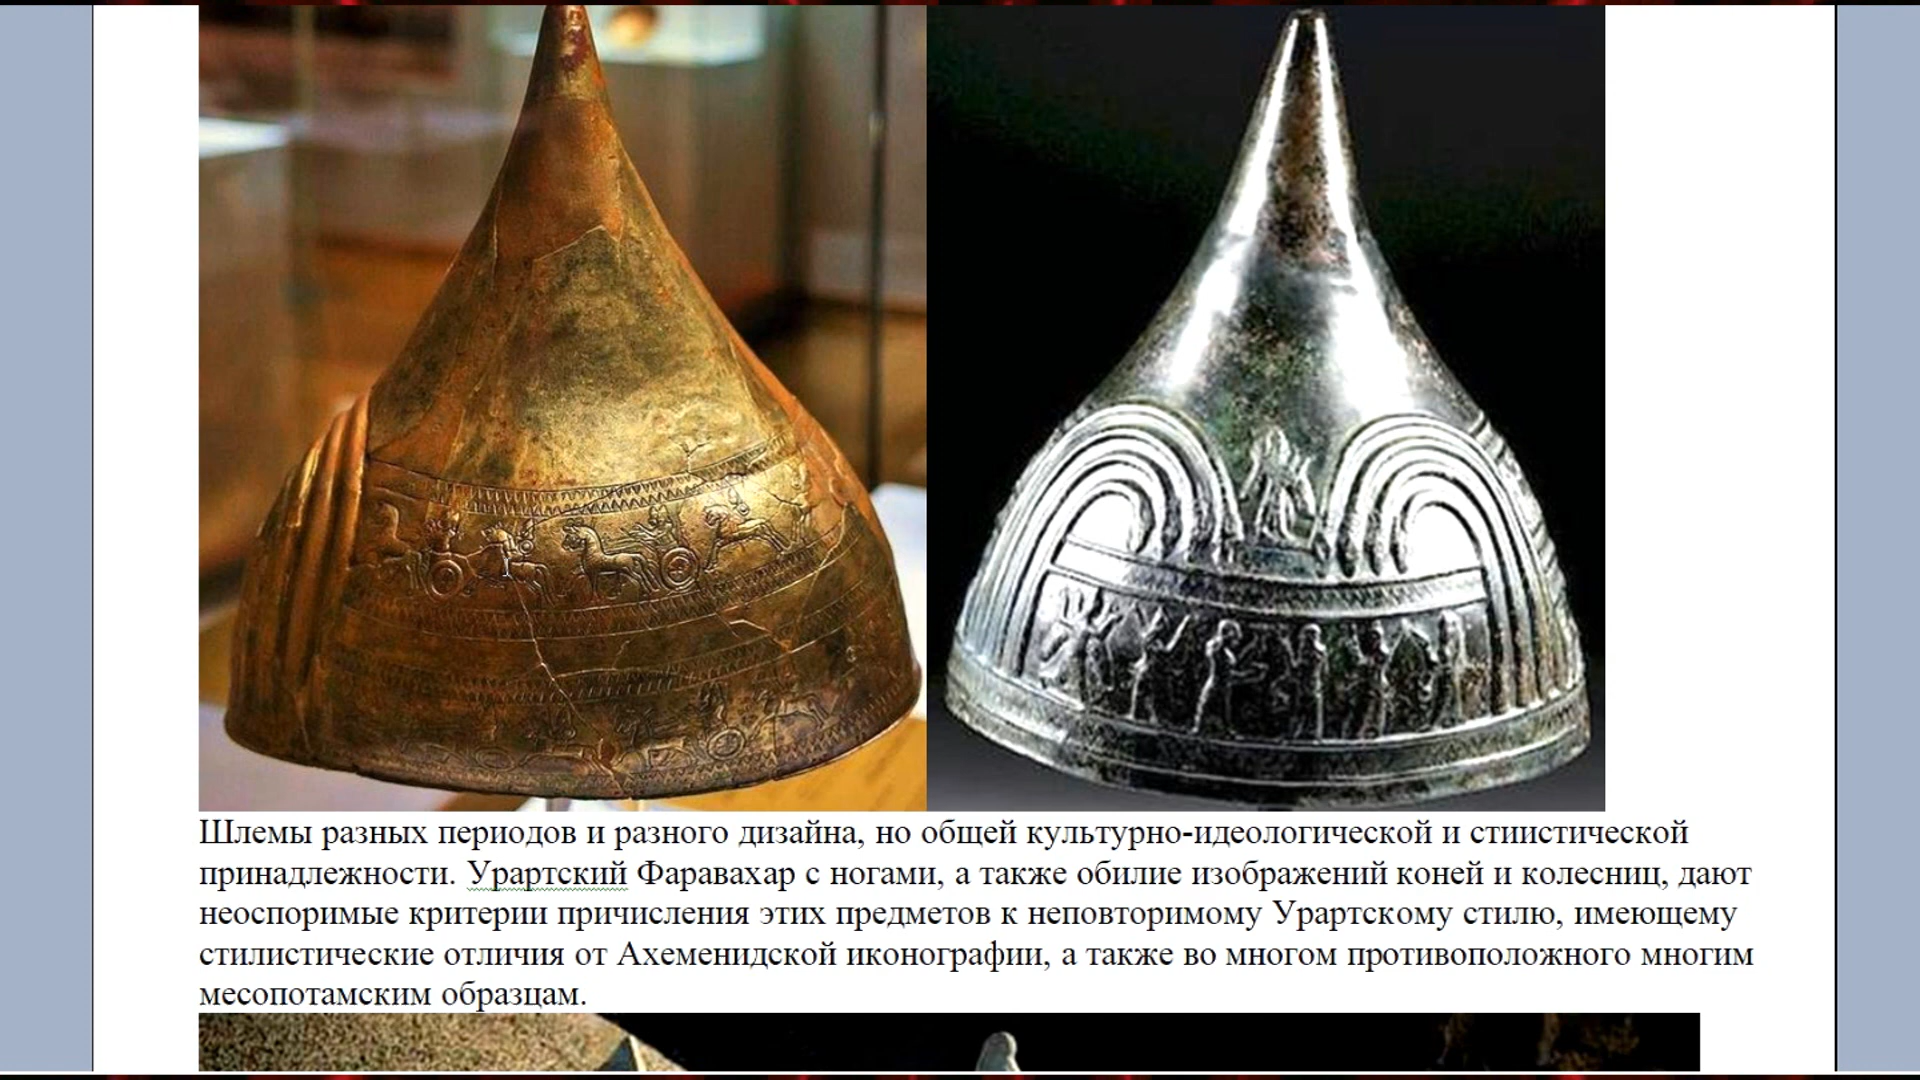 Шлемы разных периодов и разного дизайна, но общей культурно-идеологической и стиистической
принадлежности. Урартский Фаравахар с ногами, а также обилие изображений коней и колесниц, дают
неоспоримые критерии причисления этих предметов к неповторимому Урартскому стилю, имеющему
стилистические отличия от Ахеменидской иконографии, а также во многом противоположного многим
месопотамским образцам.